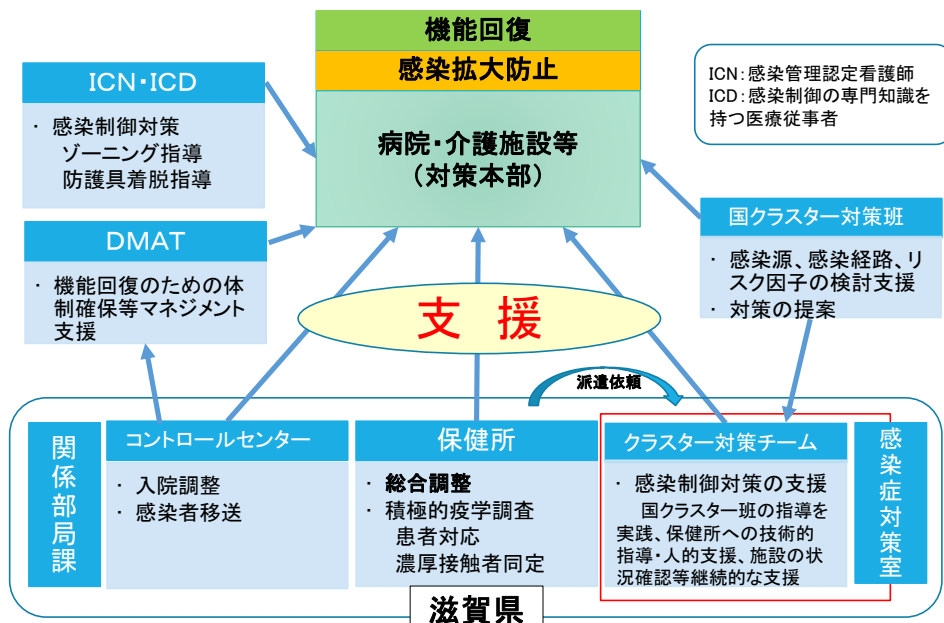 機能回復
感染拡大防止
病院・介護施設等
（対策本部）
ICN・ICD
・ 感染制御対策
ゾーニング指導
防護具着脱指導
ICN：感染管理認定看護師
ICD：感染制御の専門知識を
持つ医療従事者
DMAT
・ 機能回復のための体
制確保等マネジメント
支援
国クラスター対策班
・ 感染源、感染経路、リ
スク因子の検討支援
・ 対策の提案
支 援
派遣依頼
関係部局課
コントロールセンター
・ 入院調整
・ 感染者移送
保健所
・ 総合調整
・ 積極的疫学調査
患者対応
濃厚接触者同定
クラスター対策チーム
・ 感染制御対策の支援
国クラスター班の指導を
実践、保健所への技術的
指導・人的支援、施設の状
況確認等継続的な支援
感染症対策室
滋賀県